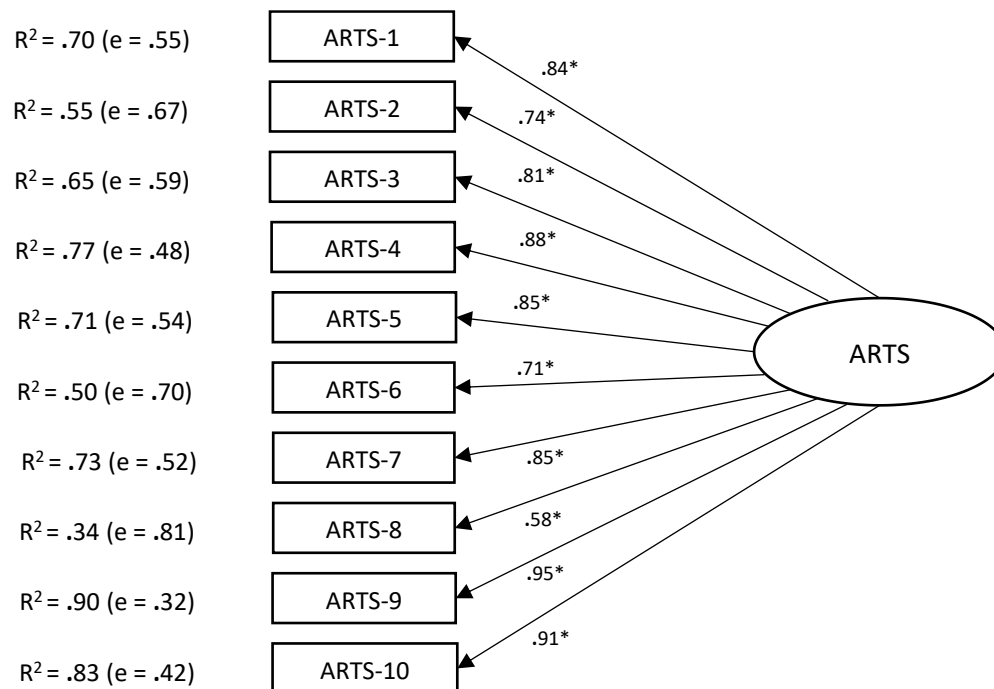 R² = .70 (e = .55) ARTS-1
.84*
R² = .55 (e = .67) ARTS-2 .74*
R² = .65 (e = .59) ARTS-3 .81*
R² = .77 (e = .48) ARTS-4 .88*
R² = .71 (e = .54) ARTS-5 .85*
ARTS
R² = .50 (e = .70) ARTS-6 .71*
R² = .73 (e = .52) ARTS-7 .85*
R² = .34 (e = .81) ARTS-8 .58*
R² = .90 (e = .32) ARTS-9 .95*
.91*
R² = .83 (e = .42) ARTS-10